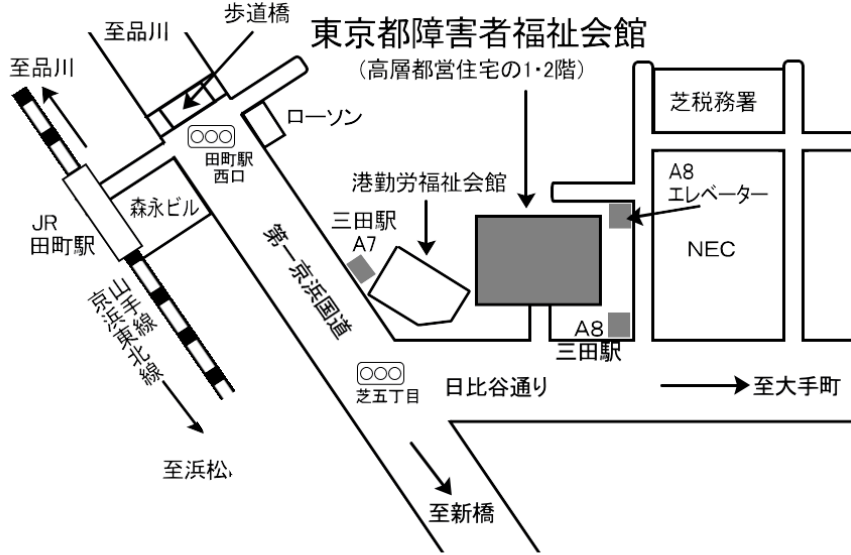 歩道橋
至品川
東京都障害者福祉会館
(高層都営住宅の1・2階)
至品川
ローソン
芝税務署
田町駅
西口
港勤労福祉会館
A8
エレベーター
森永ビル
三田駅
A7
JR
田町駅
第一京浜国道
NEC
山手線
京浜東北線
A8
三田駅
芝五丁目
日比谷通り
至大手町
至浜松
至新橋